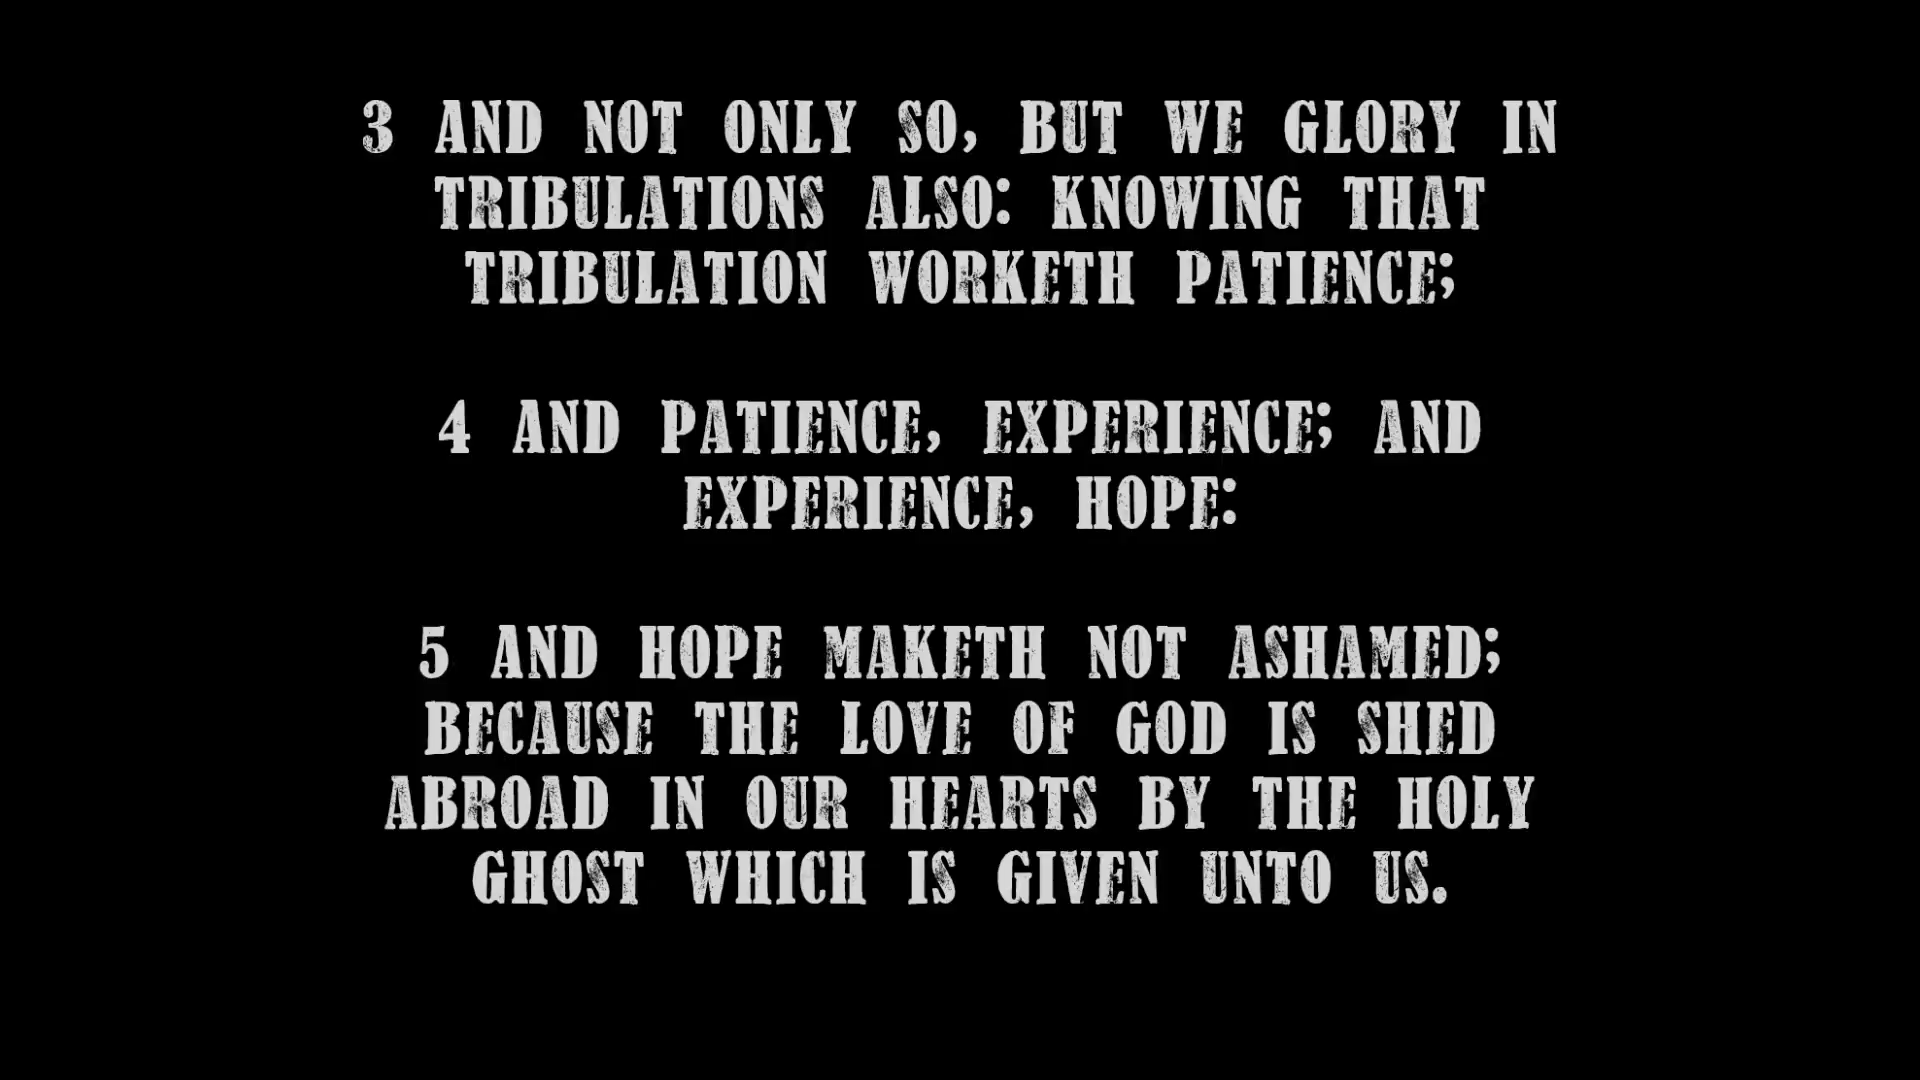 3 AND NOT ONLY SO, BUT WE GLORY IN
TRIBULATIONS ALSO: KNOWING THAT
TRIBULATION WORKETH PATIENCE;
4 AND PATIENCE, EXPERIENCE; AND
EXPERIENCE, HOPE:
5 AND HOPE MAKETH NOT ASHAMED;
BECAUSE THE LOVE OF GOD IS SHED
ABROAD IN OUR HEARTS BY THE HOLY
GHOST WHICH IS GIVEN UNTO US.